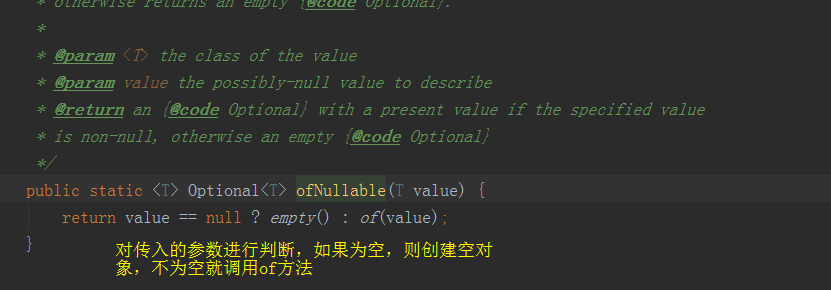 * otherwise returns an empty {@code Optional}.
*
* @param <T> the class of the value
* @param value the possibly-null value to describe
* @return an {@code Optional} with a present value if the specified value
* is non-null, otherwise an empty {@code Optional}
*/
public static <T> Optional<T> ofNullable(T value) {
return value == null ? empty() : of(value);
}
对传入的参数进行判断，如果为空，则创建空对
象，不为空就调用of方法